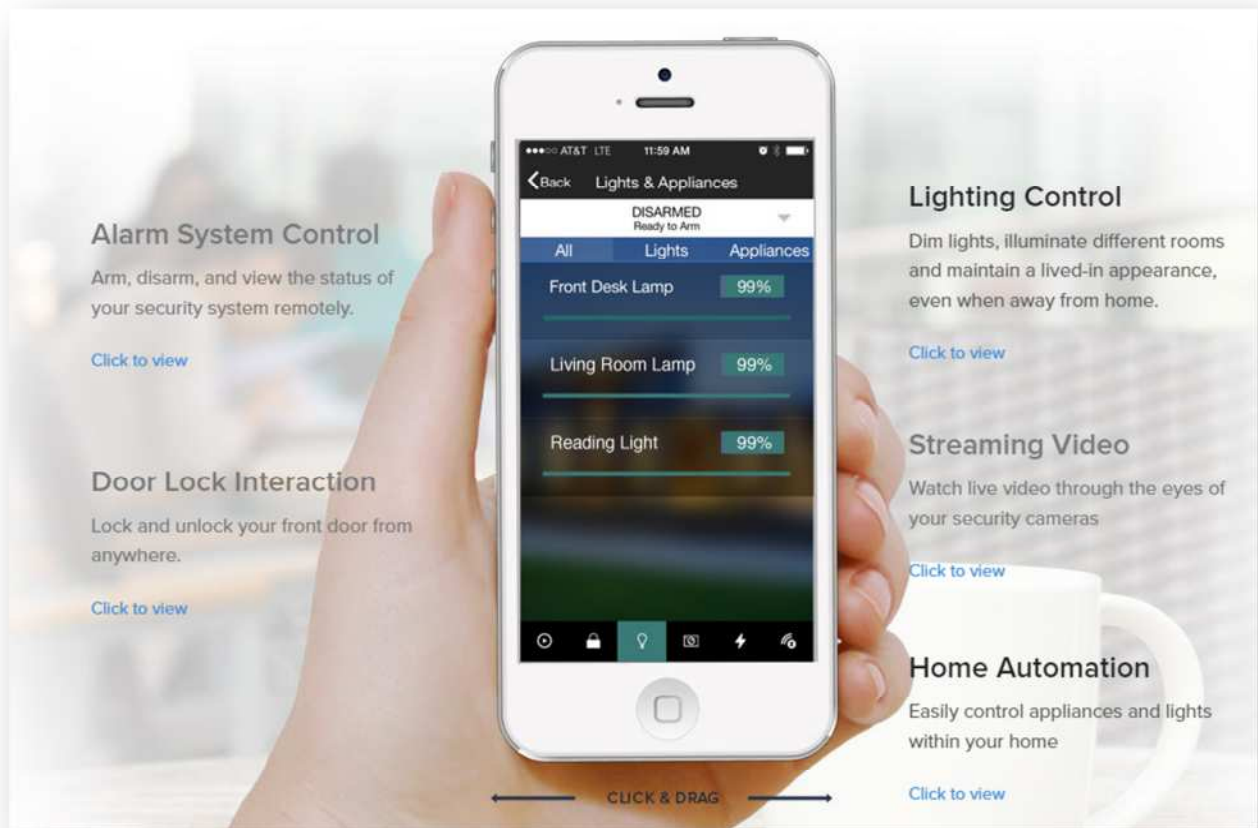 Alarm System Control
Arm, disarm, and view the status of
your security system remotely.
Click to view
Door Lock Interaction
Lock and unlock your front door from
anywhere.
Click to view
AT&T LTE 11:59 AM
Back Lights & Appliances
DISARMED
Ready to Arm
All Lights Appliances
Front Desk Lamp 99%
Living Room Lamp 99%
Reading Light 99%
CLICK & DRAG
Lighting Control
Dim lights, illuminate different rooms
and maintain a lived-in appearance,
even when away from home.
Click to view
Streaming Video
Watch live video through the eyes of
your security cameras
Click to view
Home Automation
Easily control appliances and lights
within your home
Click to view